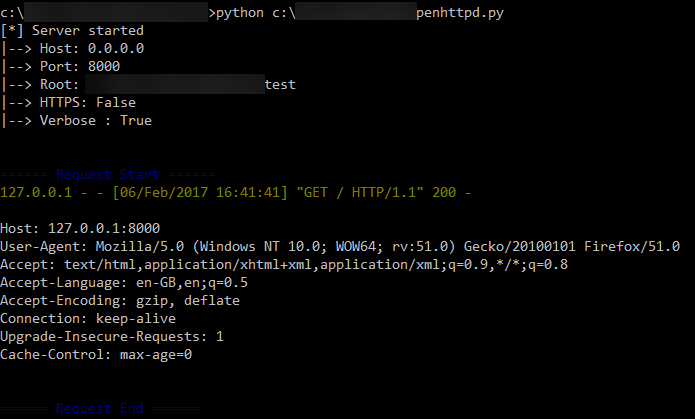 c:\ >python c:\ penhttpd.py
[*] Server started
|--> Host: 0.0.0.0
|--> Port: 8000
|--> Root: test
|--> HTTPS: False
|--> Verbose : True
====== Request Start ======
127.0.0.1 - - [06/Feb/2017 16:41:41] "GET / HTTP/1.1" 200 -
Host: 127.0.0.1:8000
User-Agent: Mozilla/5.0 (Windows NT 10.0; WOW64; rv:51.0) Gecko/20100101 Firefox/51.0
Accept: text/html,application/xhtml+xml,application/xml;q=0.9,*/*;q=0.8
Accept-Language: en-GB,en;q=0.5
Accept-Encoding: gzip, deflate
Connection: keep-alive
Upgrade-Insecure-Requests: 1
Cache-Control: max-age=0
====== Request End ======